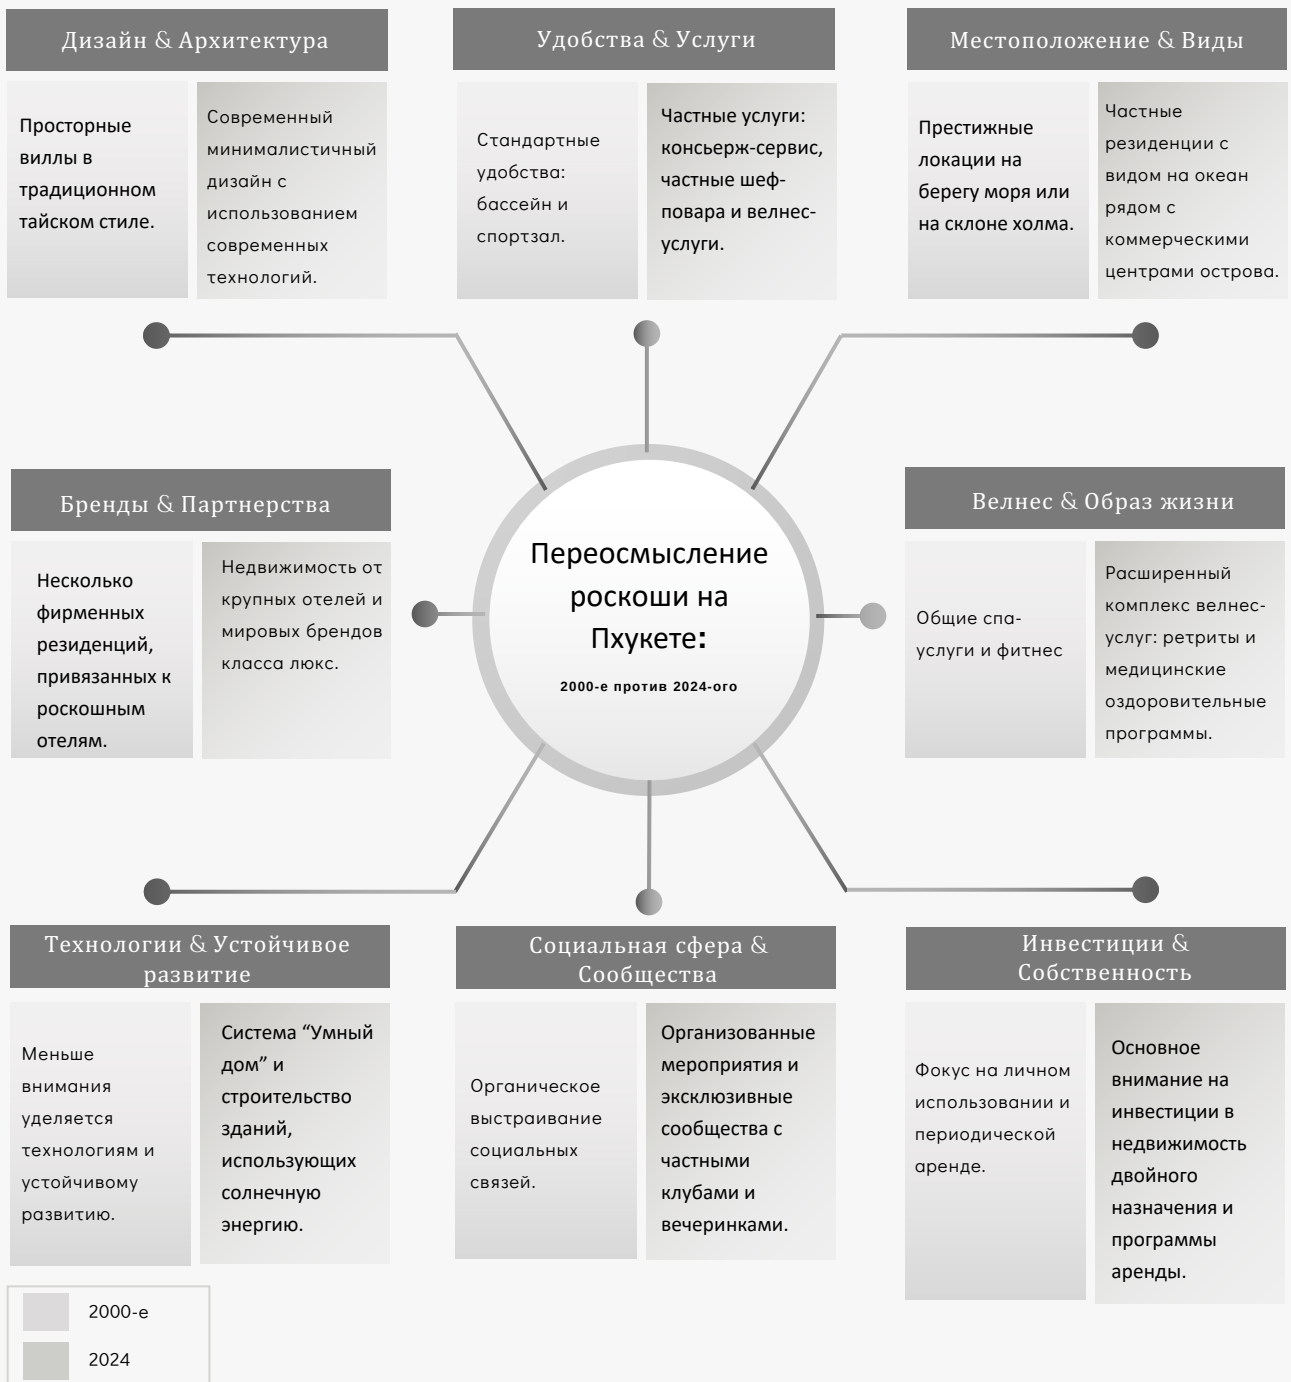 Дизайн & Архитектура
Просторные
виллы в
традиционном
тайском стиле.
Современный
минималистичный
дизайн с
использованием
современных
технологий.
Удобства & Услуги
Стандартные
удобства:
бассейн и
спортзал.
Частные услуги:
консьерж-сервис,
частные шеф-
повара и велнес-
услуги.
Местоположение & Виды
Престижные
локации на
берегу моря или
на склоне холма.
Частные
резиденции с
видом на океан
рядом с
коммерческими
центрами острова.
Бренды & Партнерства
Несколько
фирменных
резиденций,
привязанных к
роскошным
отелям.
Недвижимость от
крупных отелей и
мировых брендов
класса люкс.
Переосмысление
роскоши на
Пхукете:
2000-е против 2024-ого
Велнес & Образ жизни
Общие спа-
услуги и фитнес
Расширенный
комплекс велнес-
услуг: ретриты и
медицинские
оздоровительные
программы.
Технологии & Устойчивое
развитие
Меньше
внимания
уделяется
технологиям и
устойчивому
развитию.
Система “Умный
дом” и
строительство
зданий,
использующих
солнечную
энергию.
Социальная сфера &
Сообщества
Органическое
выстраивание
социальных
связей.
Организованные
мероприятия и
эксклюзивные
сообщества с
частными
клубами и
вечеринками.
Инвестиции &
Собственность
Фокус на личном
использовании и
периодической
аренде.
Основное
внимание на
инвестиции в
недвижимость
двойного
назначения и
программы
аренды.
2000-е
2024